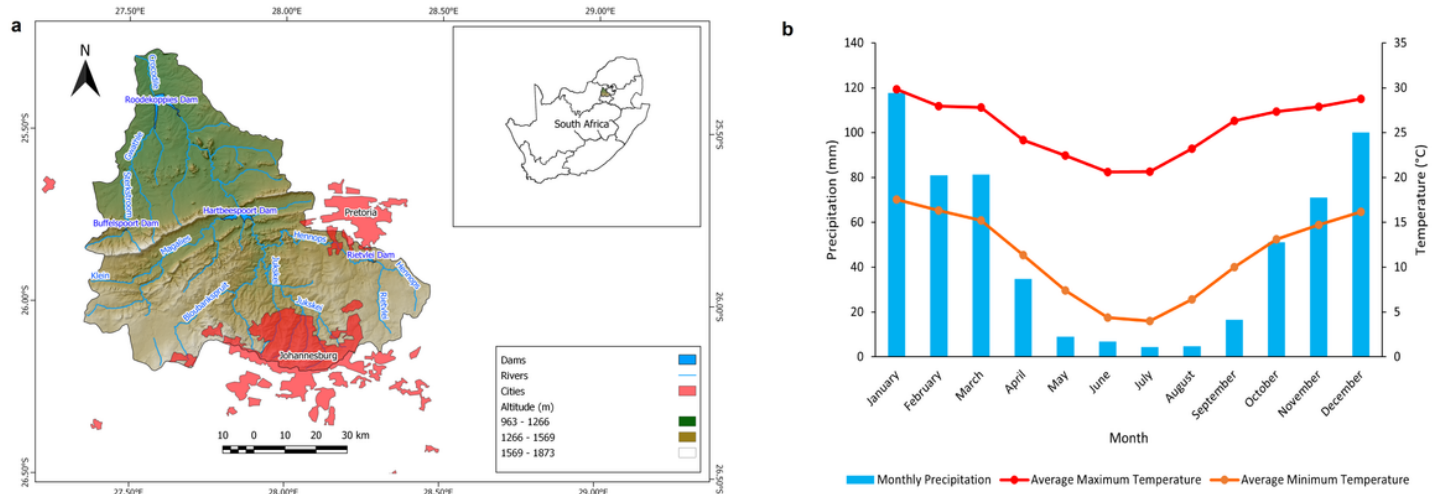 a
27.50°E 28.00°E 28.50°E 29.00°E
N
Crocodile
Roodekoppies Dam
25.50°S 25.50°S
Gwathle
Sterkstroom
South Africa
Hartbeespoort Dam
Pretoria
Buffelspoort Dam
Magalies
Hennops
Rietvlei Dam
Klein
Jukskei
Hennops
Bloubankspruit
Jukskei
Rietvlei
26.00°S 26.00°S
Johannesburg
Dams
Rivers
Cities
Altitude (m)
963 - 1266
1266 - 1569
1569 - 1873
10 0 10 20 30 km
26.50°S 26.50°S
27.50°E 28.00°E 28.50°E 29.00°E
b
140 35
120 30
100 25
80 20
60 15
40 10
20 5
0 0
Precipitation (mm)
Temperature (°C)
January February March April May June July August September October November December
Month
Monthly Precipitation Average Maximum Temperature Average Minimum Temperature